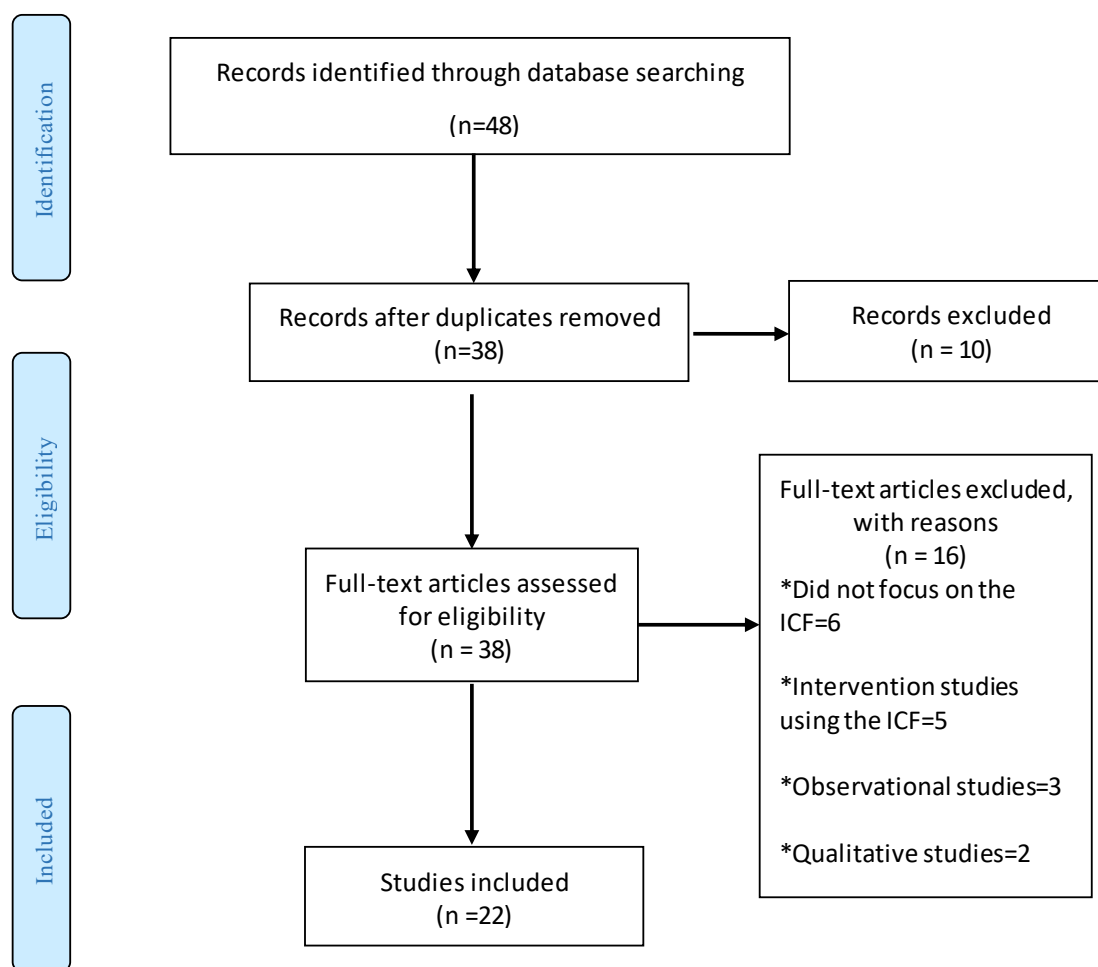 Identification
Records identified through database searching
(n=48)
Records after duplicates removed
(n=38)
Records excluded
(n = 10)
Eligibility
Full-text articles assessed
for eligibility
(n = 38)
Full-text articles excluded,
with reasons
(n = 16)
*Did not focus on the
ICF=6
*Intervention studies
using the ICF=5
*Observational studies=3
*Qualitative studies=2
Included
Studies included
(n =22)